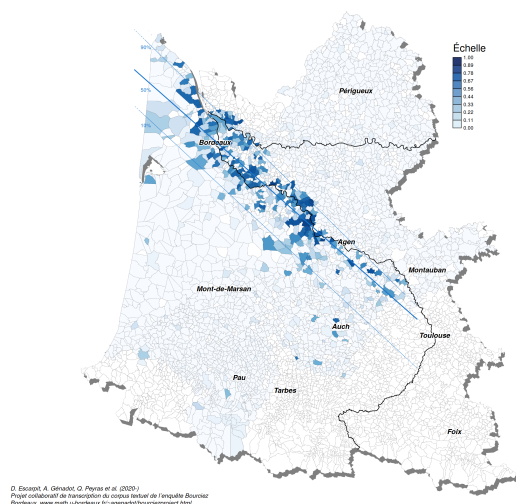 Échelle
1.00
0.89
0.78
0.67
0.56
0.44
0.33
0.22
0.11
0.00
90%
50%
10%
Périgueux
Bordeaux
Agen
Montauban
Mont-de-Marsan
Auch
Toulouse
Pau
Tarbes
Foix
D. Escarpit, A. Génadot, Q. Peyras et al. (2020-)
Projet collaboratif de transcription du corpus textuel de l'enquête Bourciez